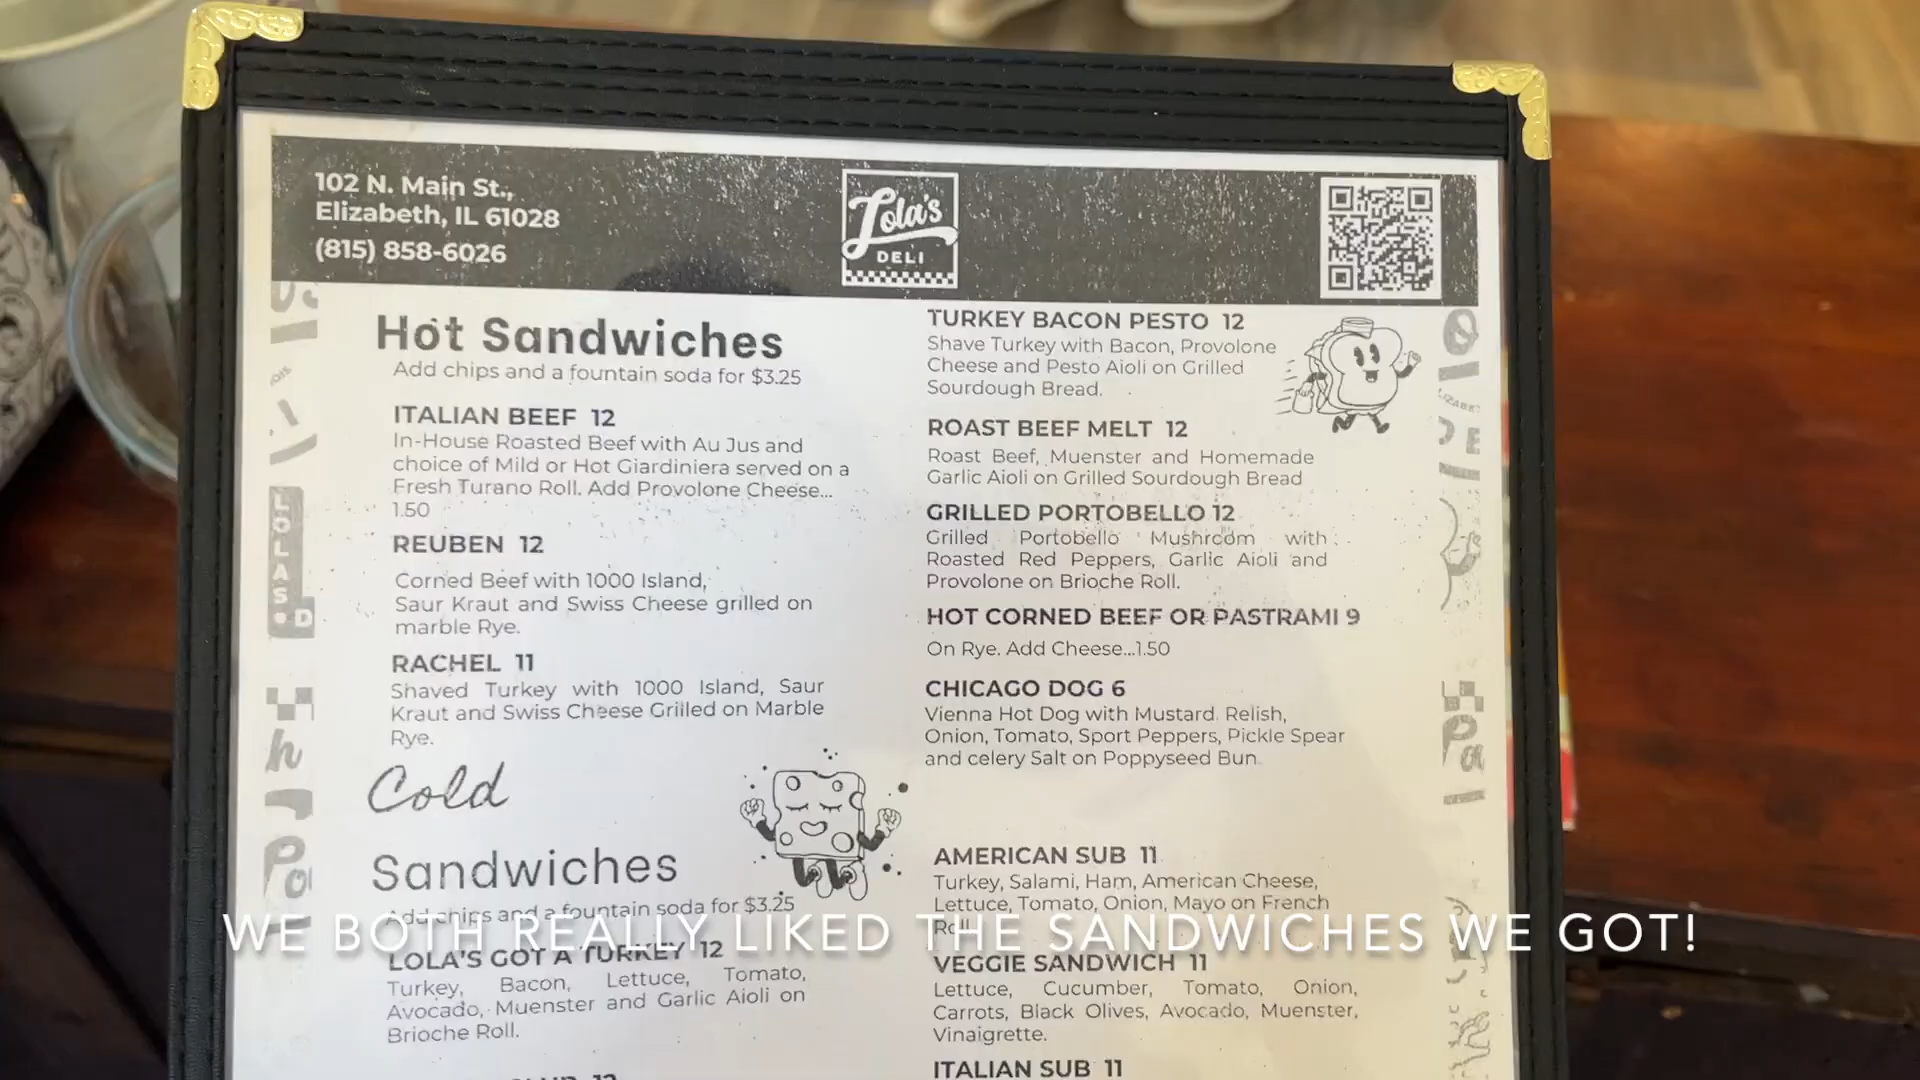 102 N. Main St.,
Elizabeth, IL 61028
(815) 858-6026
Lola's
DELI
Hot Sandwiches
Add chips and a fountain soda for $3.25
ITALIAN BEEF 12
In-House Roasted Beef with Au Jus and
choice of Mild or Hot Giardiniera served on a
Fresh Turano Roll. Add Provolone Cheese...
1.50
REUBEN 12
Corned Beef with 1000 Island,
Saur Kraut and Swiss Cheese grilled on
marble Rye.
RACHEL 11
Shaved Turkey with 1000 Island, Saur
Kraut and Swiss Cheese Grilled on Marble
Rye.
Cold
Sandwiches
Add chips and a fountain soda for $3.25
LOLA'S GOT A TURKEY 12
Turkey, Bacon, Lettuce, Tomato,
Avocado, Muenster and Garlic Aioli on
Brioche Roll.
12
TURKEY BACON PESTO 12
Shave Turkey with Bacon, Provolone
Cheese and Pesto Aioli on Grilled
Sourdough Bread.
ROAST BEEF MELT 12
Roast Beef, Muenster and Homemade
Garlic Aioli on Grilled Sourdough Bread
GRILLED PORTOBELLO 12
Grilled Portobello Mushroom with
Roasted Red Peppers, Garlic Aioli and
Provolone on Brioche Roll.
HOT CORNED BEEF OR PASTRAMI 9
On Rye. Add Cheese...1.50
CHICAGO DOG 6
Vienna Hot Dog with Mustard. Relish,
Onion, Tomato, Sport Peppers, Pickle Spear
and celery Salt on Poppyseed Bun.
AMERICAN SUB 11
Turkey, Salami, Ham, American Cheese,
Lettuce, Tomato, Onion, Mayo on French
Roll
VEGGIE SANDWICH 11
Lettuce, Cucumber, Tomato, Onion,
Carrots, Black Olives, Avocado, Muenster,
Vinaigrette.
ITALIAN SUB 11
LOLAS
WE BOTH REALLY LIKED THE SANDWICHES WE GOT!